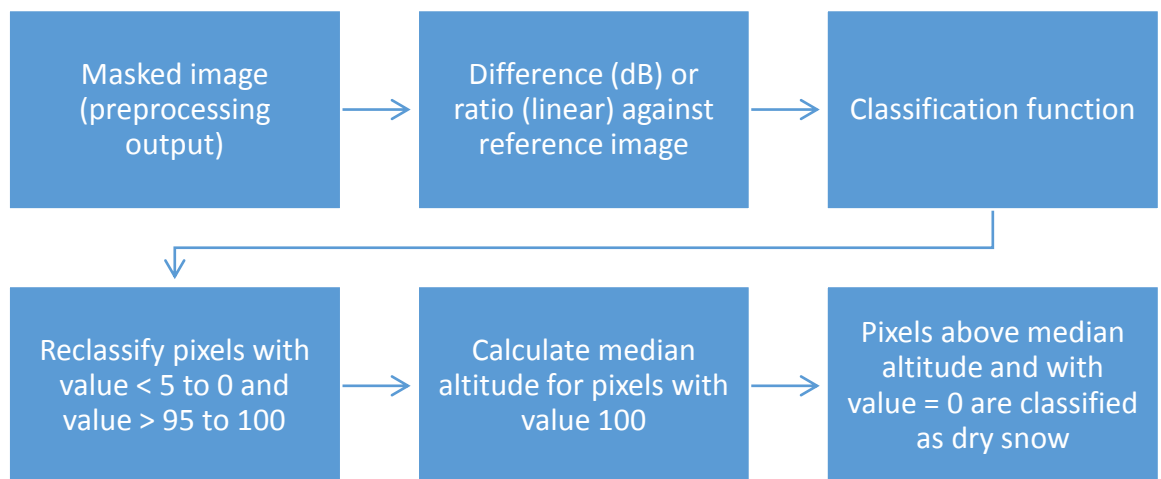 Masked image
(preprocessing
output)
Difference (dB) or
ratio (linear) against
reference image
Classification function
Reclassify pixels with
value < 5 to 0 and
value > 95 to 100
Calculate median
altitude for pixels with
value 100
Pixels above median
altitude and with
value = 0 are classified
as dry snow